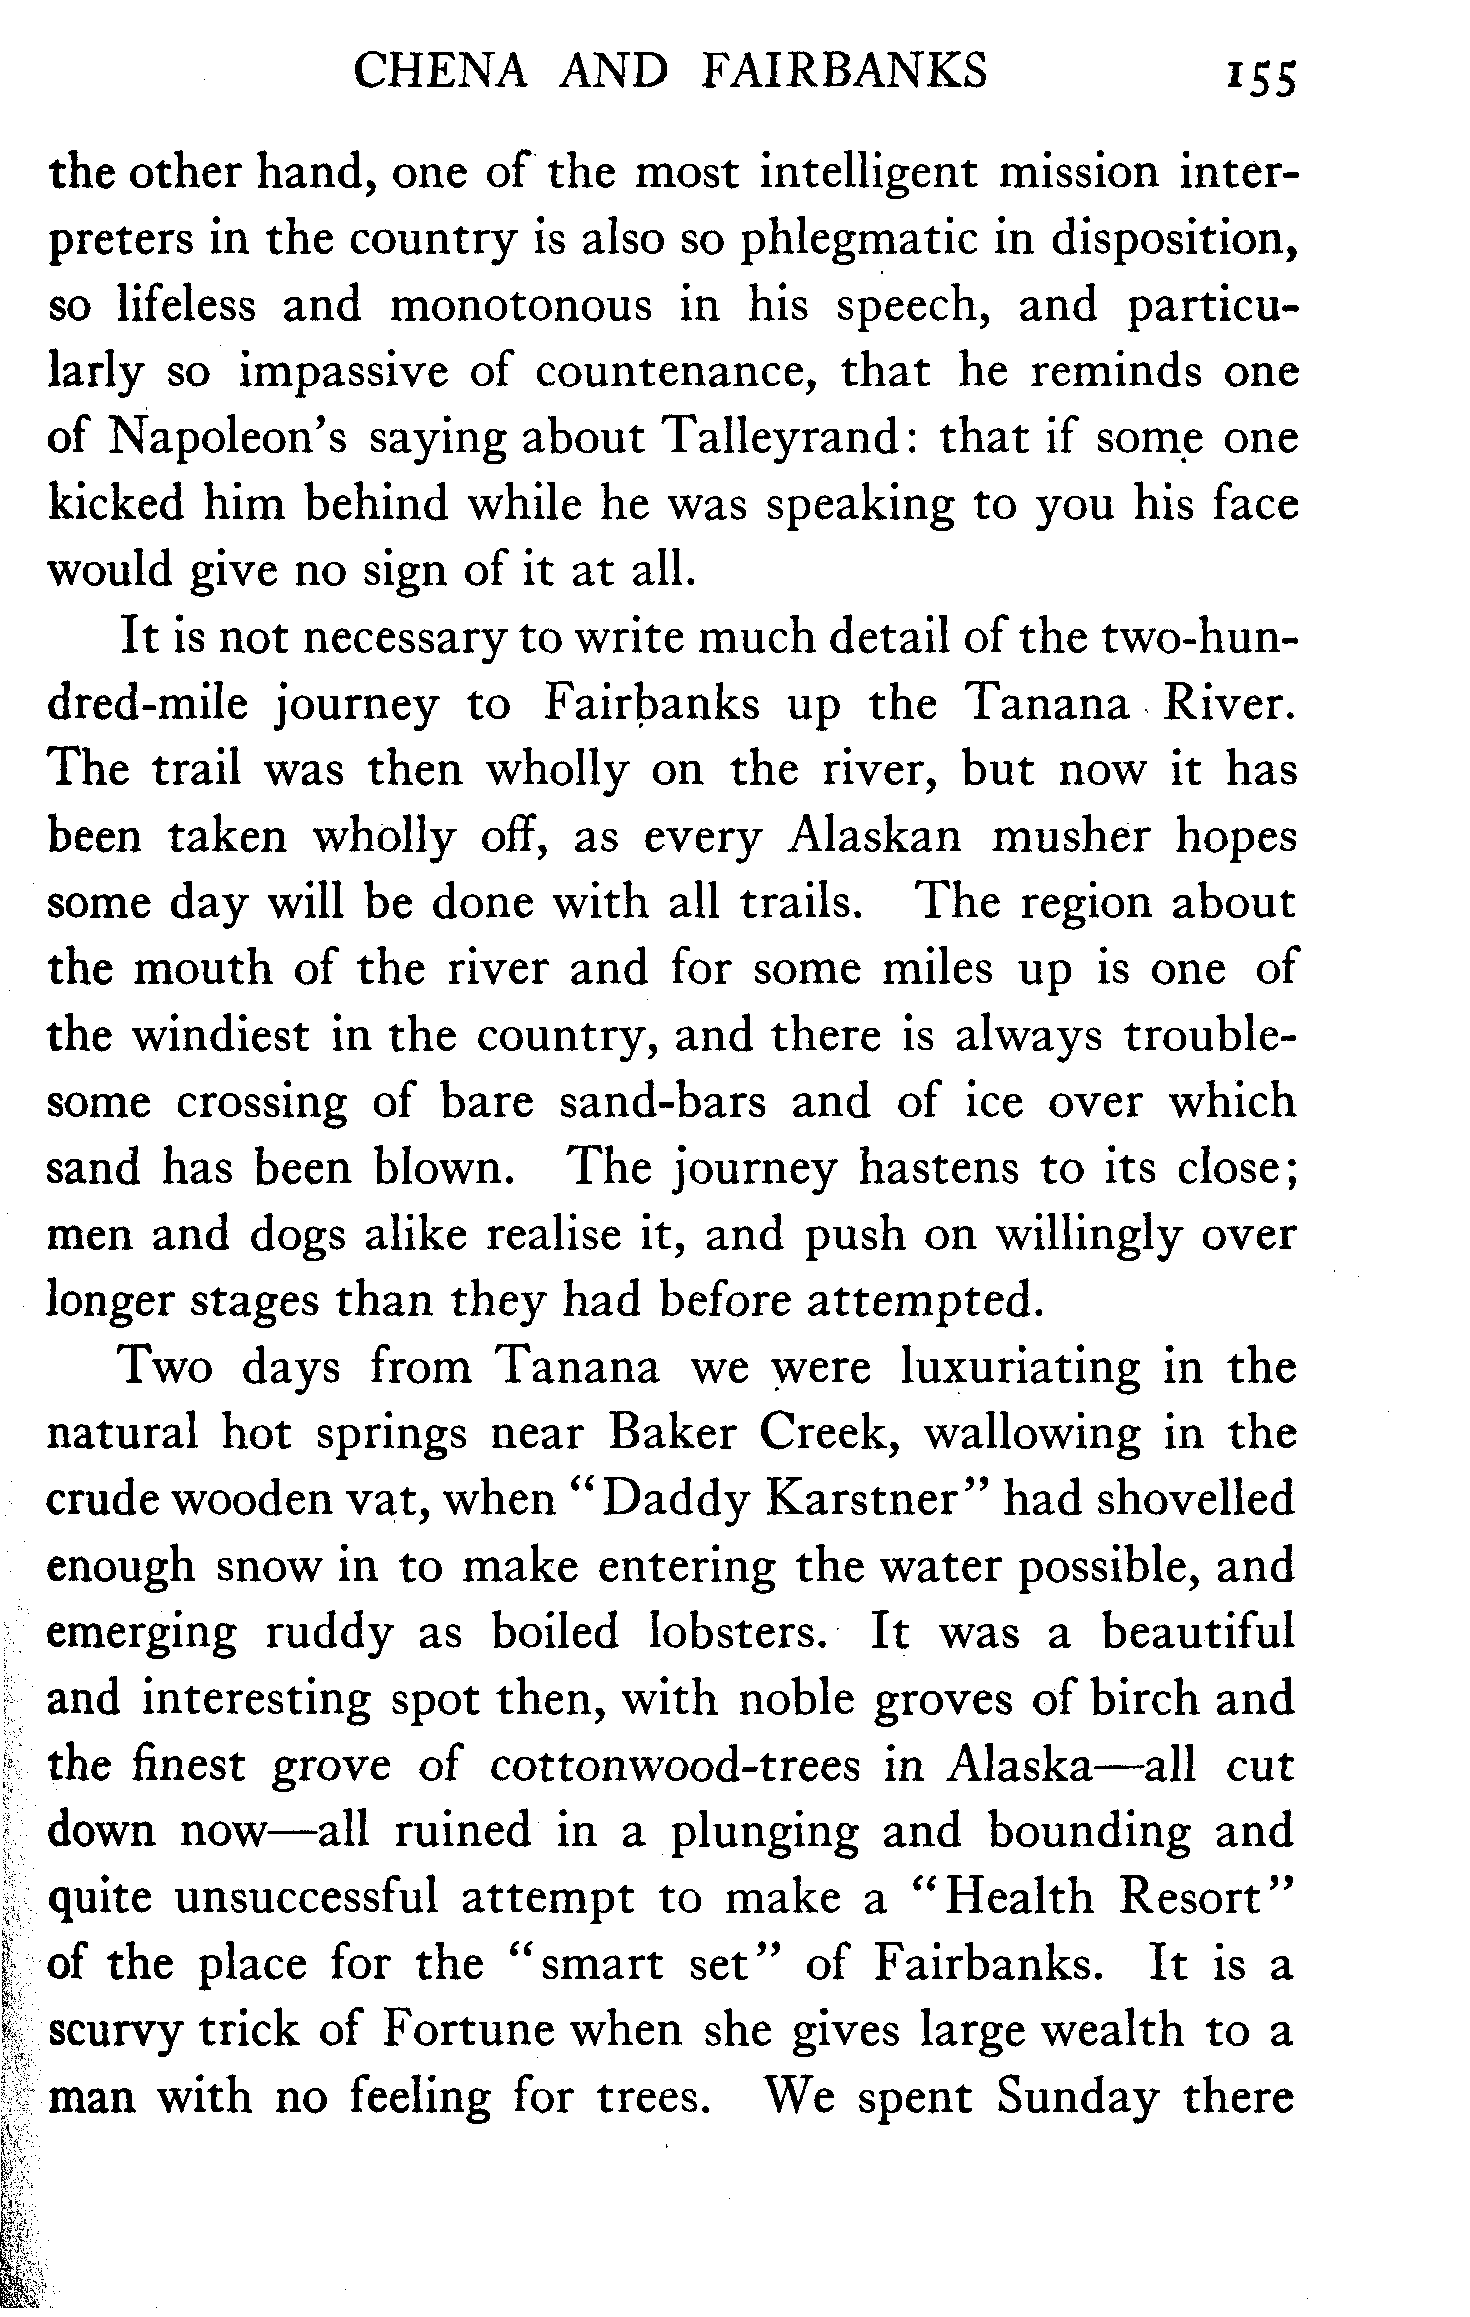 CHENA AND FAIRBANKS 155
the other hand, one of the most intelligent mission inter-
preters in the country is also so phlegmatic in disposition,
so lifeless and monotonous in his speech, and particu-
larly so impassive of countenance, that he reminds one
of Napoleon's saying about Talleyrand: that if some one
kicked him behind while he was speaking to you his face
would give no sign of it at all.
It is not necessary to write much detail of the two-hun-
dred-mile journey to Fairbanks up the Tanana River.
The trail was then wholly on the river, but now it has
been taken wholly off, as every Alaskan musher hopes
some day will be done with all trails. The region about
the mouth of the river and for some miles up is one of
the windiest in the country, and there is always trouble-
some crossing of bare sand-bars and of ice over which
sand has been blown. The journey hastens to its close;
men and dogs alike realise it, and push on willingly over
longer stages than they had before attempted.
Two days from Tanana we were luxuriating in the
natural hot springs near Baker Creek, wallowing in the
crude wooden vat, when "Daddy Karstner" had shovelled
enough snow in to make entering the water possible, and
emerging ruddy as boiled lobsters. It was a beautiful
and interesting spot then, with noble groves of birch and
the finest grove of cottonwood-trees in Alaska—all cut
down now—all ruined in a plunging and bounding and
quite unsuccessful attempt to make a "Health Resort"
of the place for the "smart set" of Fairbanks. It is a
scurvy trick of Fortune when she gives large wealth to a
man with no feeling for trees. We spent Sunday there